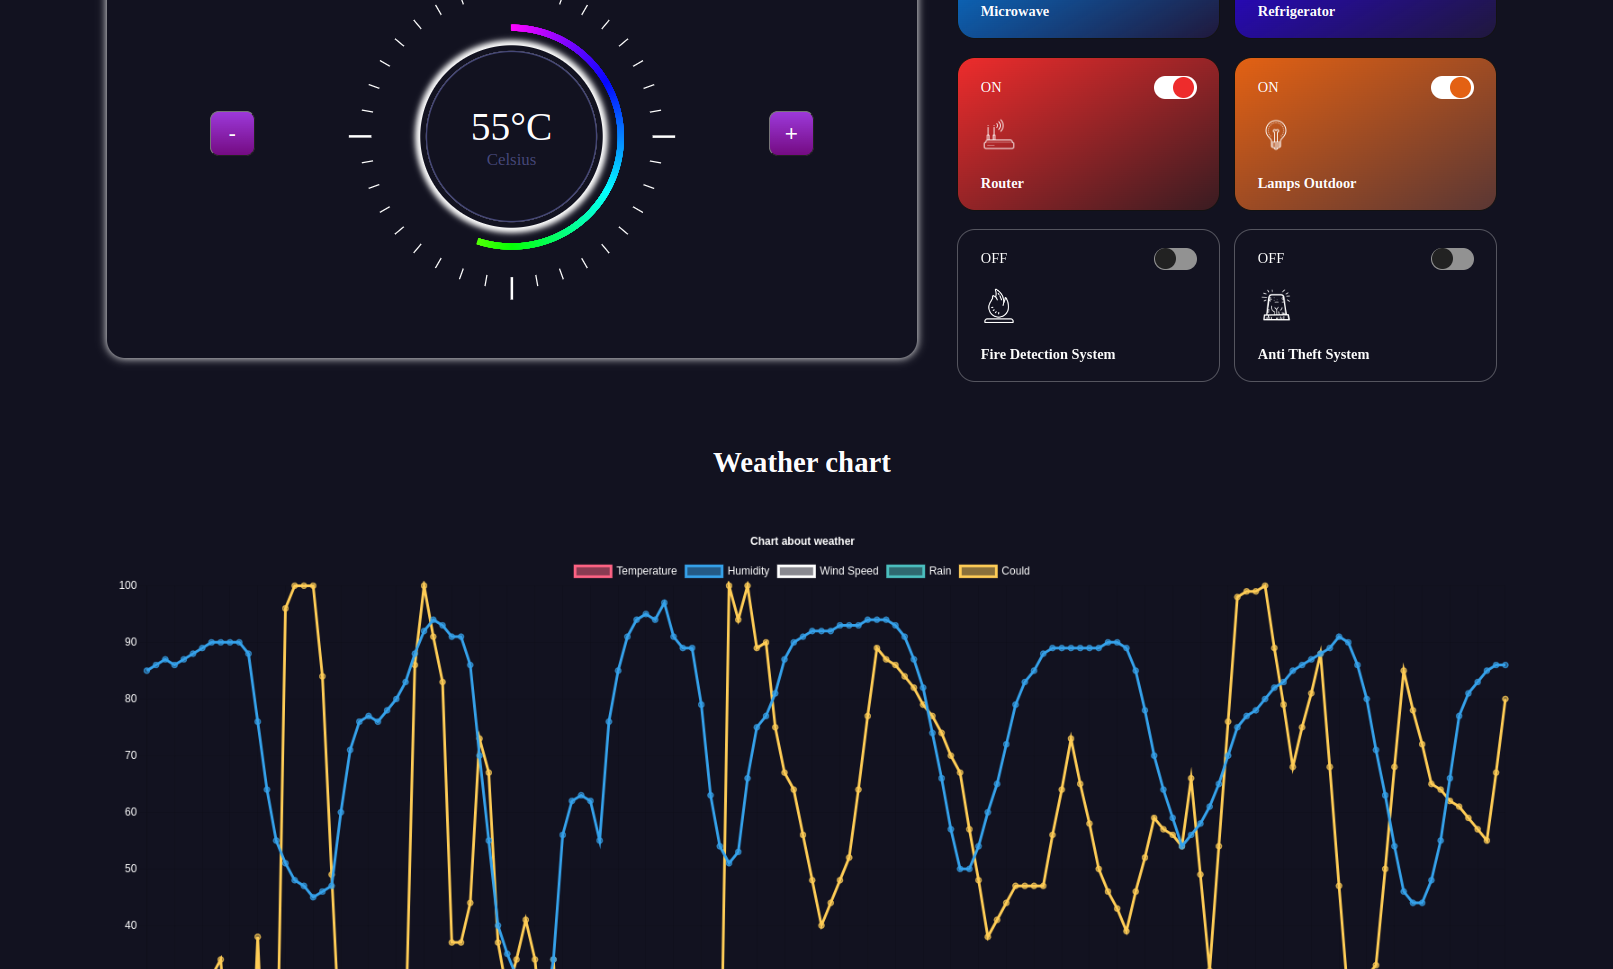 Microwave
Refrigerator
-
55°C
Celsius
+
ON
Router
ON
Lamps Outdoor
OFF
Fire Detection System
OFF
Anti Theft System
Weather chart
Chart about weather
Temperature Humidity Wind Speed Rain Could
100
90
80
70
60
50
40